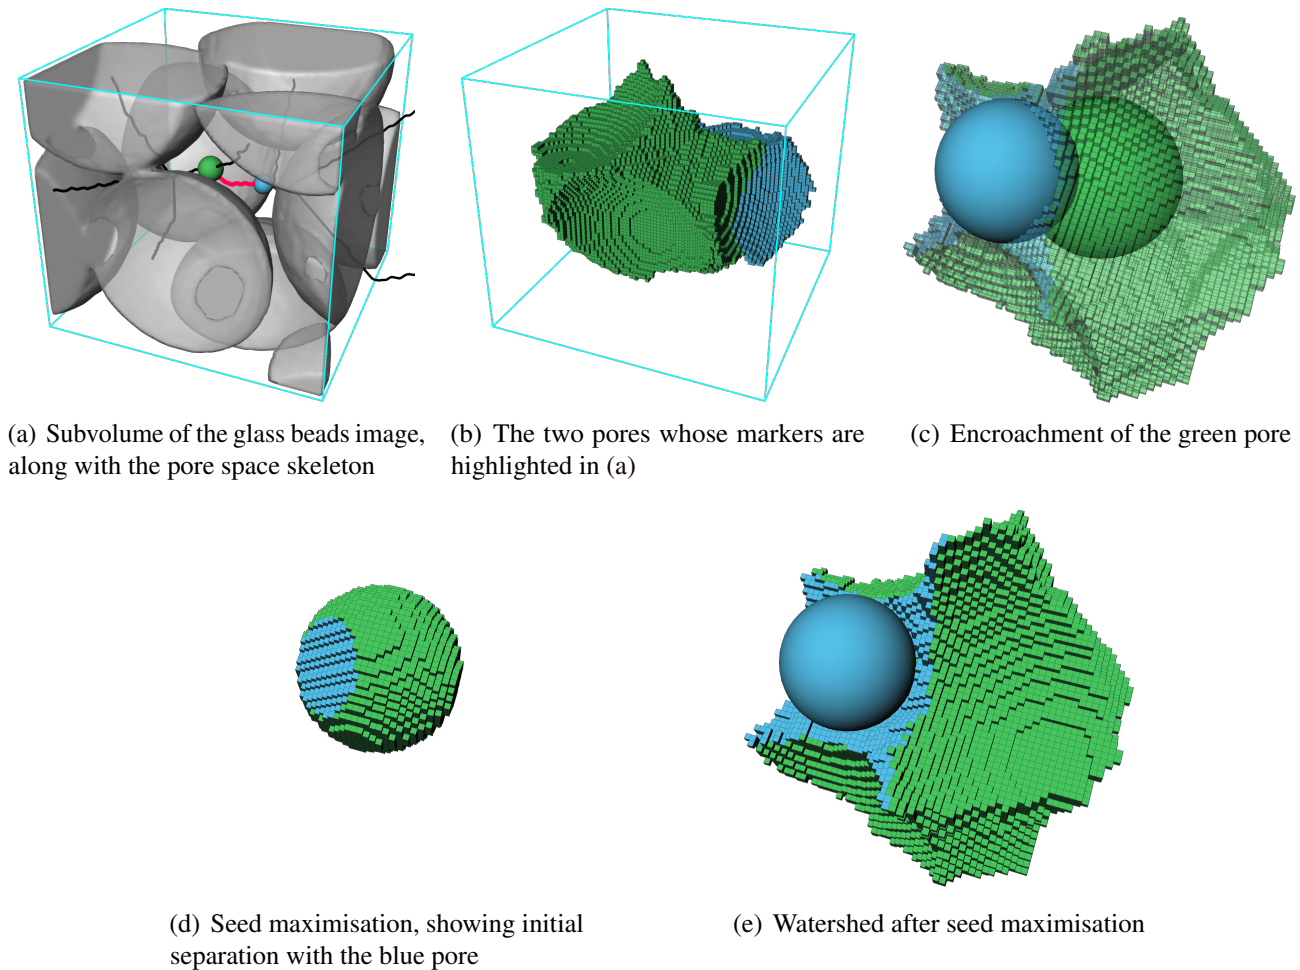 (a) Subvolume of the glass beads image,
along with the pore space skeleton
(b) The two pores whose markers are
highlighted in (a)
(c) Encroachment of the green pore
(d) Seed maximisation, showing initial
separation with the blue pore
(e) Watershed after seed maximisation